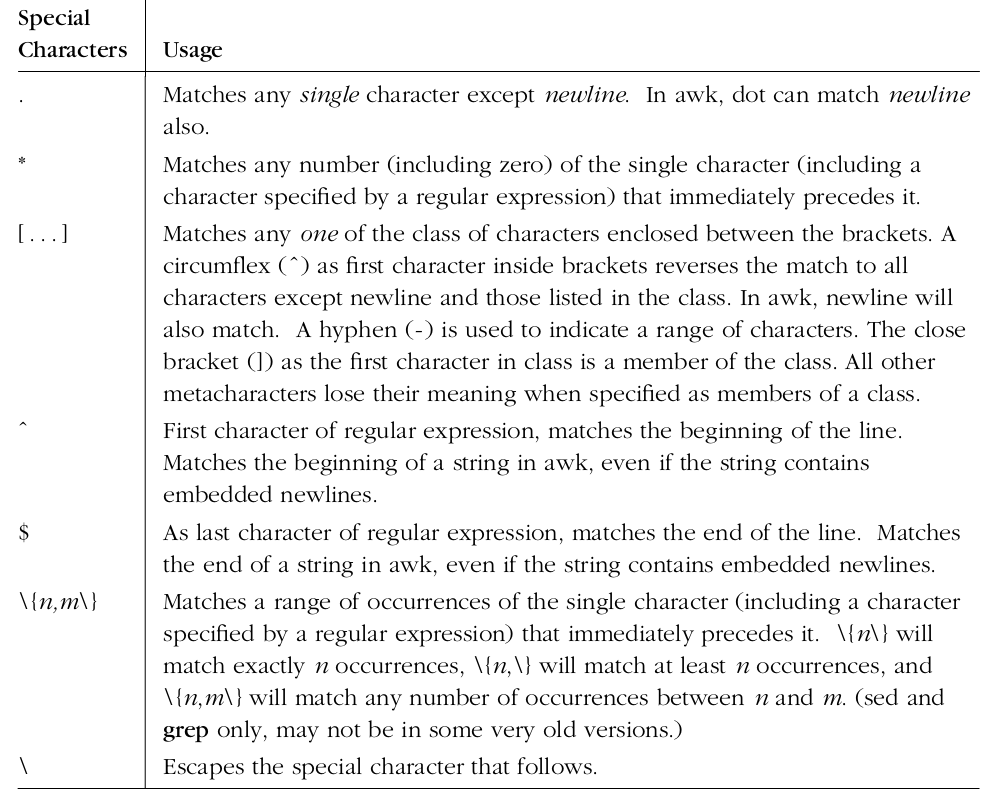 Special
Characters Usage
. Matches any single character except newline. In awk, dot can match newline
also.
* Matches any number (including zero) of the single character (including a
character specified by a regular expression) that immediately precedes it.
[...] Matches any one of the class of characters enclosed between the brackets. A
circumflex (ˆ) as first character inside brackets reverses the match to all
characters except newline and those listed in the class. In awk, newline will
also match. A hyphen (-) is used to indicate a range of characters. The close
bracket (]) as the first character in class is a member of the class. All other
metacharacters lose their meaning when specified as members of a class.
ˆ First character of regular expression, matches the beginning of the line.
Matches the beginning of a string in awk, even if the string contains
embedded newlines.
$ As last character of regular expression, matches the end of the line. Matches
the end of a string in awk, even if the string contains embedded newlines.
\{n,m\} Matches a range of occurrences of the single character (including a character
specified by a regular expression) that immediately precedes it. \{n\} will
match exactly n occurrences, \{n,\} will match at least n occurrences, and
\{n,m\} will match any number of occurrences between n and m. (sed and
grep only, may not be in some very old versions.)
\ Escapes the special character that follows.